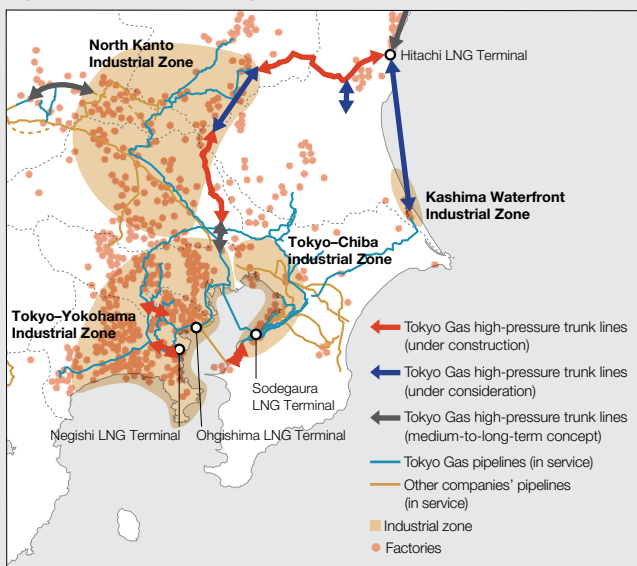 North Kanto
Industrial Zone
Hitachi LNG Terminal
Kashima Waterfront
Industrial Zone
Tokyo–Chiba
industrial Zone
Tokyo–Yokohama
Industrial Zone
Sodegaura
LNG Terminal
Negishi LNG Terminal
Ohgishima LNG Terminal
Tokyo Gas high-pressure trunk lines
(under construction)
Tokyo Gas high-pressure trunk lines
(under consideration)
Tokyo Gas high-pressure trunk lines
(medium-to-long-term concept)
Tokyo Gas pipelines (in service)
Other companies’ pipelines
(in service)
Industrial zone
Factories